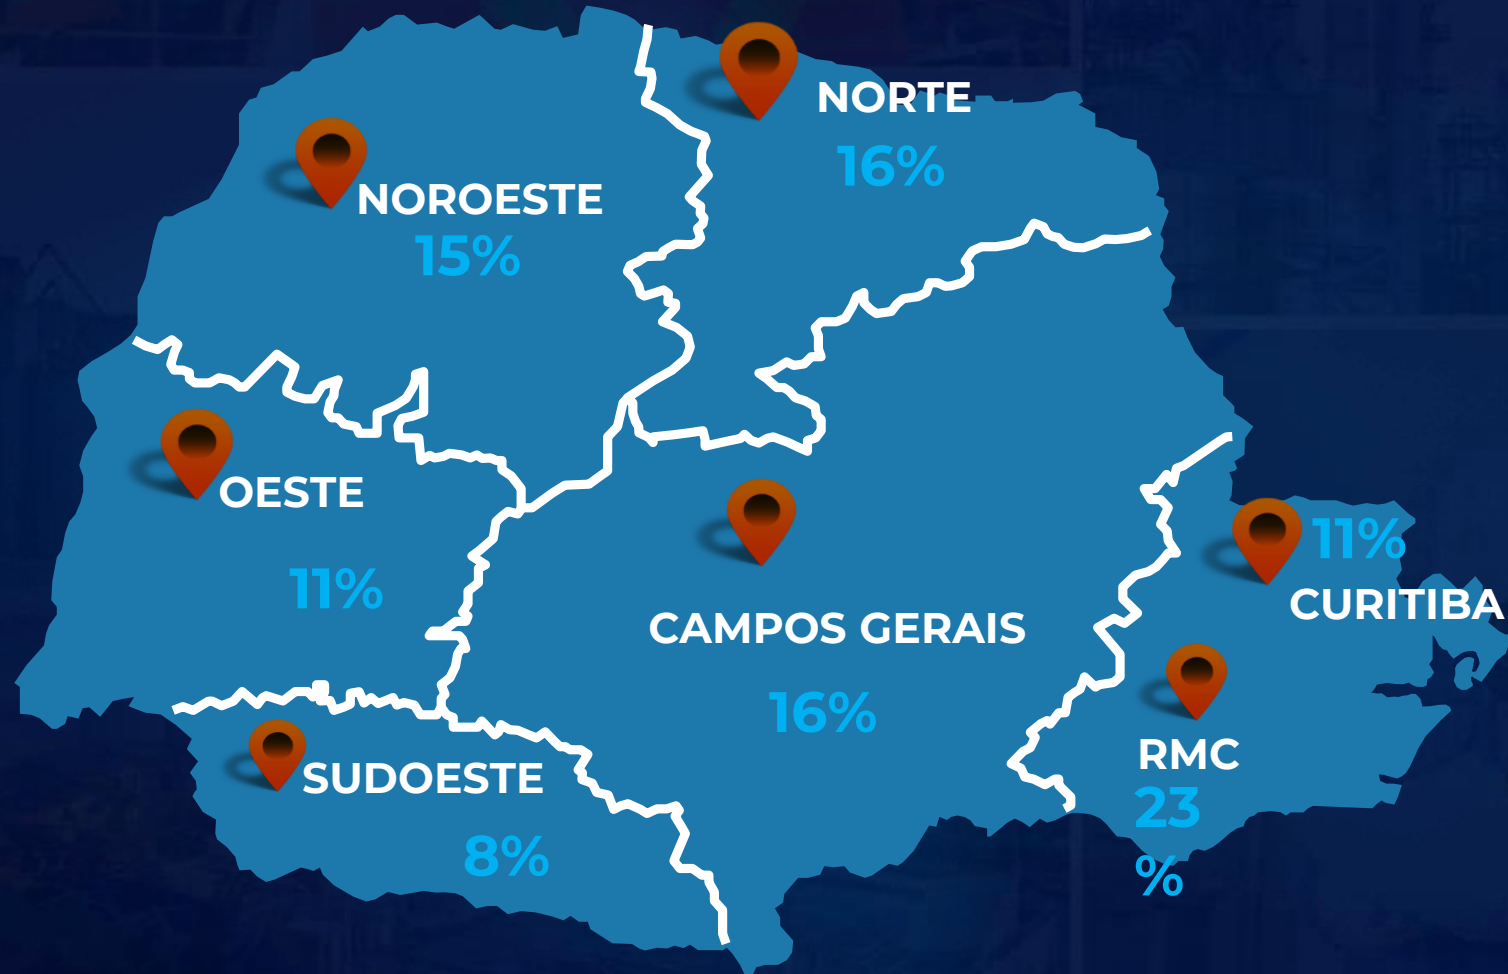 NORTE
16%
NOROESTE
15%
OESTE
11%
CAMPOS GERAIS
16%
11%
CURITIBA
RMC
23
%
SUDOESTE
8%